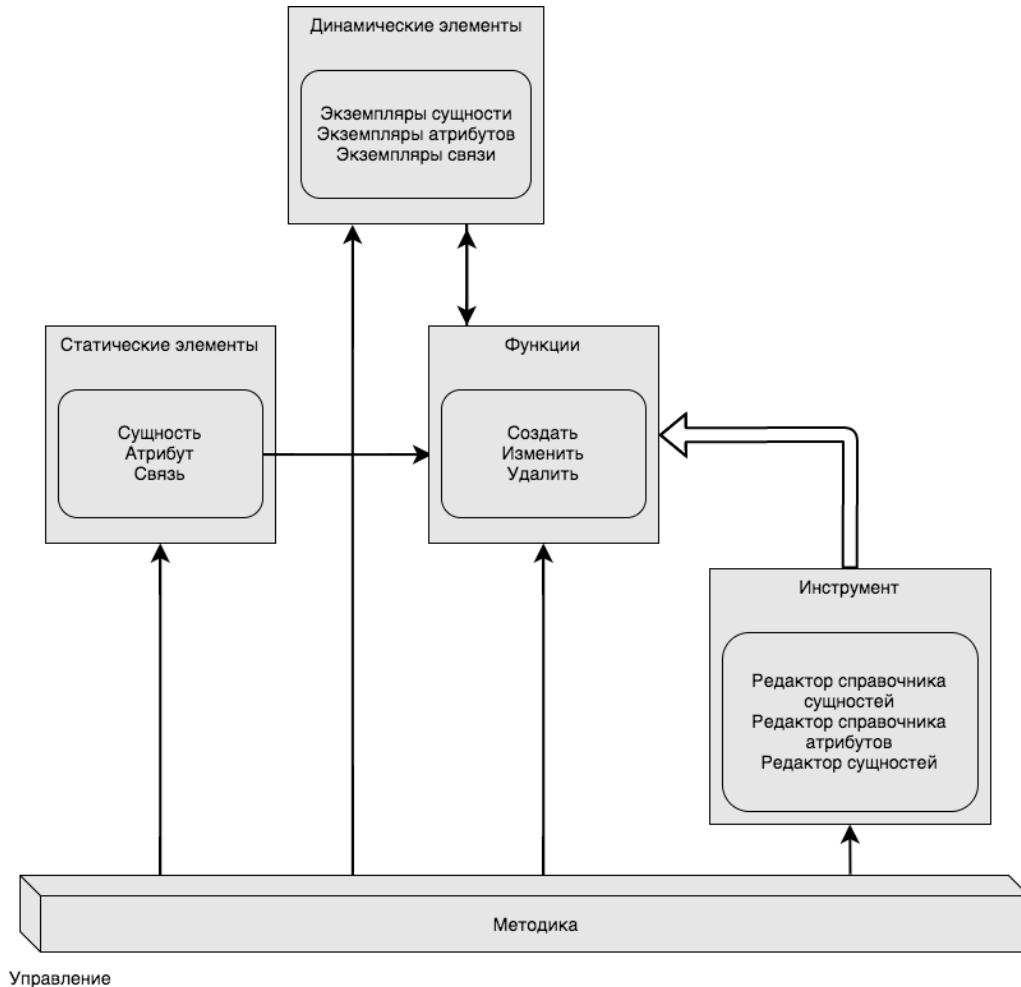 Динамические элементы
Экземпляры сущности
Экземпляры атрибутов
Экземпляры связи
Статические элементы
Сущность
Атрибут
Связь
Функции
Создать
Изменить
Удалить
Инструмент
Редактор справочника
сущностей
Редактор справочника
атрибутов
Редактор сущностей
Методика
Управление